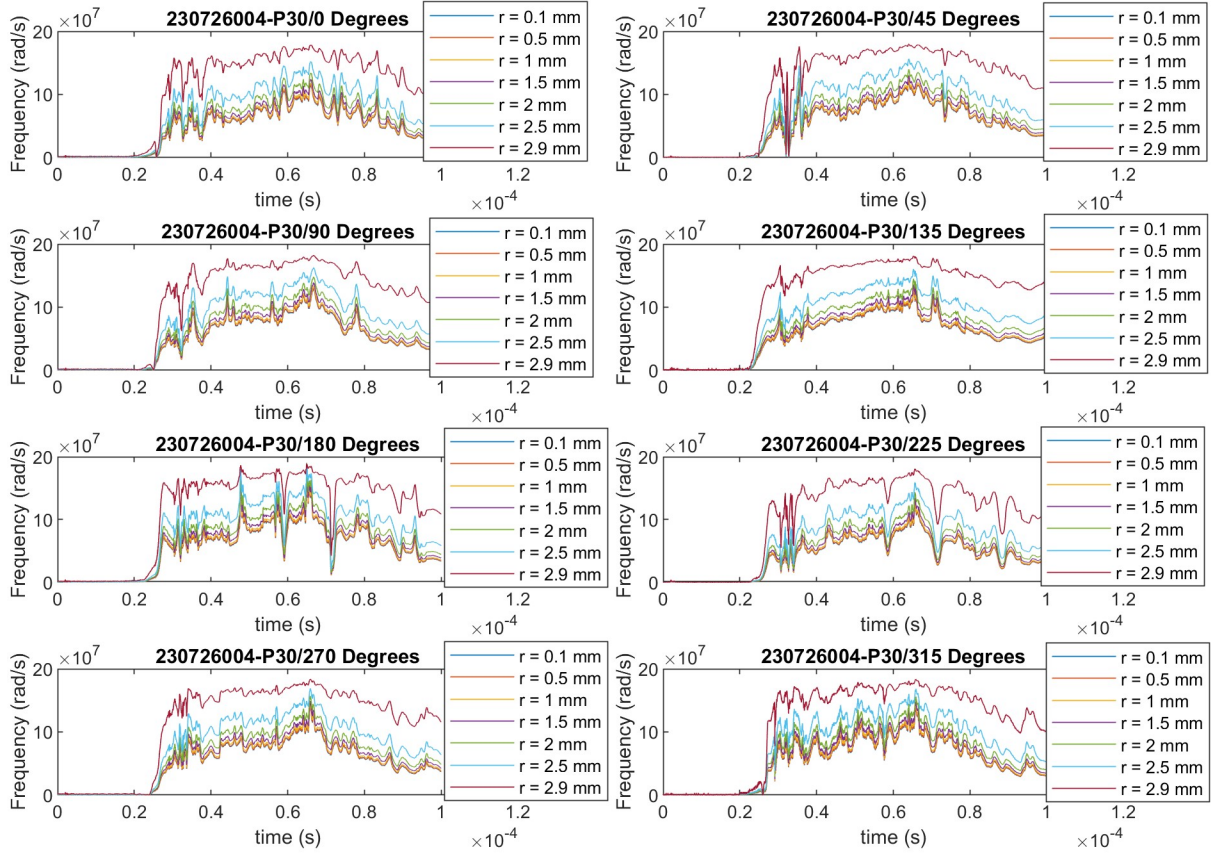 230726004-P30/0 Degrees
×10^7
20
10
0
Frequency (rad/s)
0 0.2 0.4 0.6 0.8 1 1.2
×10^-4
time (s)
r = 0.1 mm
r = 0.5 mm
r = 1 mm
r = 1.5 mm
r = 2 mm
r = 2.5 mm
r = 2.9 mm
230726004-P30/45 Degrees
×10^7
20
10
0
Frequency (rad/s)
0 0.2 0.4 0.6 0.8 1 1.2
×10^-4
time (s)
r = 0.1 mm
r = 0.5 mm
r = 1 mm
r = 1.5 mm
r = 2 mm
r = 2.5 mm
r = 2.9 mm
230726004-P30/90 Degrees
×10^7
20
10
0
Frequency (rad/s)
0 0.2 0.4 0.6 0.8 1 1.2
×10^-4
time (s)
r = 0.1 mm
r = 0.5 mm
r = 1 mm
r = 1.5 mm
r = 2 mm
r = 2.5 mm
r = 2.9 mm
230726004-P30/135 Degrees
×10^7
20
10
0
Frequency (rad/s)
0 0.2 0.4 0.6 0.8 1 1.2
×10^-4
time (s)
r = 0.1 mm
r = 0.5 mm
r = 1 mm
r = 1.5 mm
r = 2 mm
r = 2.5 mm
r = 2.9 mm
230726004-P30/180 Degrees
×10^7
20
10
0
Frequency (rad/s)
0 0.2 0.4 0.6 0.8 1 1.2
×10^-4
time (s)
r = 0.1 mm
r = 0.5 mm
r = 1 mm
r = 1.5 mm
r = 2 mm
r = 2.5 mm
r = 2.9 mm
230726004-P30/225 Degrees
×10^7
20
10
0
Frequency (rad/s)
0 0.2 0.4 0.6 0.8 1 1.2
×10^-4
time (s)
r = 0.1 mm
r = 0.5 mm
r = 1 mm
r = 1.5 mm
r = 2 mm
r = 2.5 mm
r = 2.9 mm
230726004-P30/270 Degrees
×10^7
20
10
0
Frequency (rad/s)
0 0.2 0.4 0.6 0.8 1 1.2
×10^-4
time (s)
r = 0.1 mm
r = 0.5 mm
r = 1 mm
r = 1.5 mm
r = 2 mm
r = 2.5 mm
r = 2.9 mm
230726004-P30/315 Degrees
×10^7
20
10
0
Frequency (rad/s)
0 0.2 0.4 0.6 0.8 1 1.2
×10^-4
time (s)
r = 0.1 mm
r = 0.5 mm
r = 1 mm
r = 1.5 mm
r = 2 mm
r = 2.5 mm
r = 2.9 mm